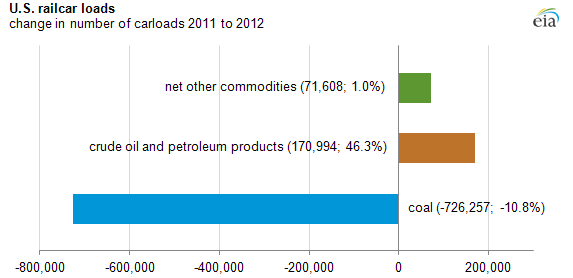 U.S. railcar loads
change in number of carloads 2011 to 2012
eia
net other commodities (71,608; 1.0%)
crude oil and petroleum products (170,994; 46.3%)
coal (-726,257; -10.8%)
-800,000 -600,000 -400,000 -200,000 0 200,000